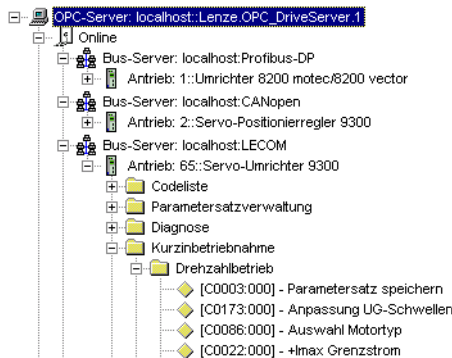 OPC-Server: localhost::Lenze.OPC_DriveServer.1
Online
Bus-Server: localhost:Profibus-DP
Antrieb: 1::Umrichter 8200 motec/8200 vector
Bus-Server: localhost:CANopen
Antrieb: 2::Servo-Positionierregler 9300
Bus-Server: localhost:LECOM
Antrieb: 65::Servo-Umrichter 9300
Codeliste
Parametersatzverwaltung
Diagnose
Kurzinbetriebnahme
Drehzahlbetrieb
[C0003:000] - Parametersatz speichern
[C0173:000] - Anpassung UG-Schwellen
[C0086:000] - Auswahl Motortyp
[C0022:000] - +Imax Grenzstrom